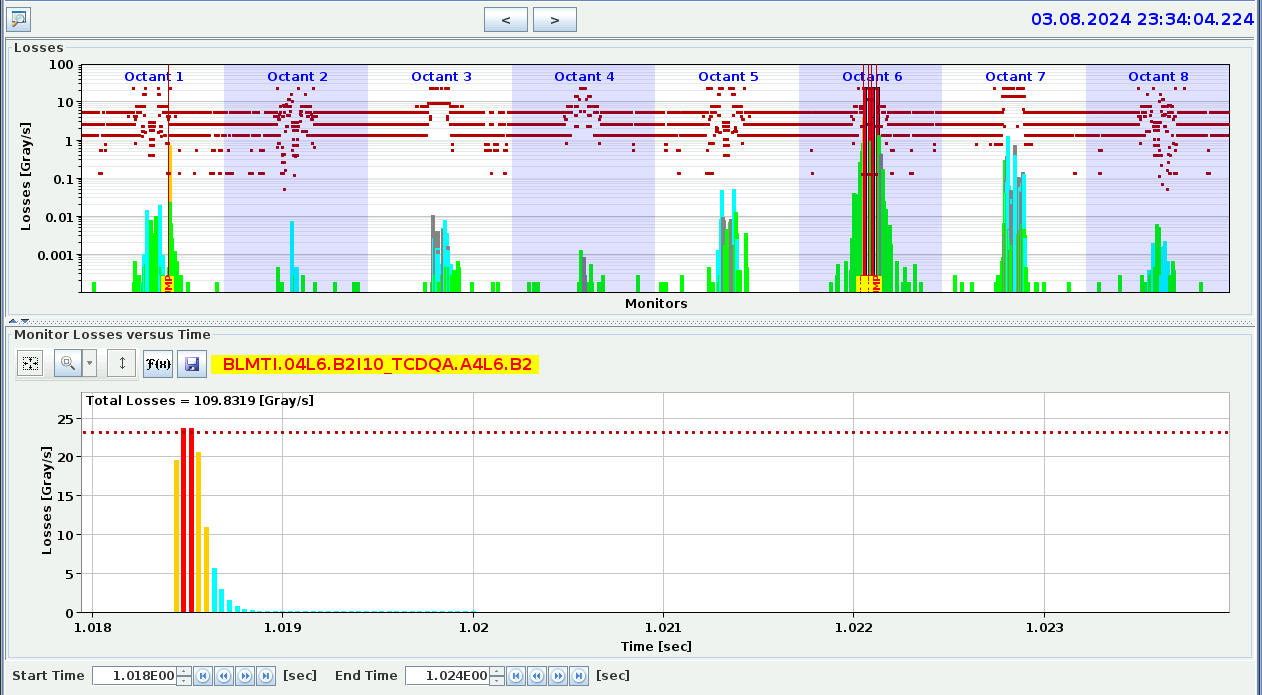 < > 03.08.2024 23:34:04.224
Losses
Octant 1 Octant 2 Octant 3 Octant 4 Octant 5 Octant 6 Octant 7 Octant 8
100
10
1
0.1
0.01
0.001
Losses [Gray/s]
Monitors
Monitor Losses versus Time
f(x) BLMTI.04L6.B2I10_TCDQA.A4L6.B2
Total Losses = 109.8319 [Gray/s]
25
20
15
10
5
0
Losses [Gray/s]
1.018 1.019 1.02 1.021 1.022 1.023
Time [sec]
Start Time 1.018E00 [sec] End Time 1.024E00 [sec]